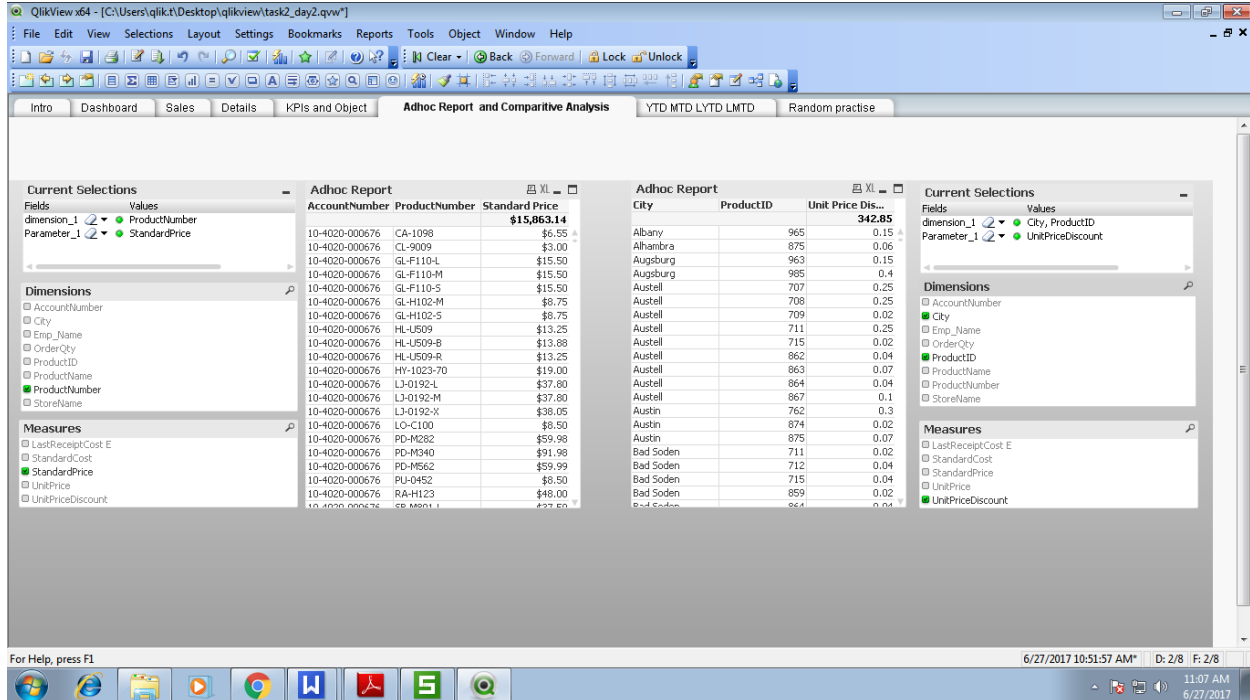 QlikView x64 - [C:\Users\qlik.t\Desktop\qlikview\task2_day2.qvw*]
File Edit View Selections Layout Settings Bookmarks Reports Tools Object Window Help
Clear Back Forward Lock Unlock
Intro Dashboard Sales Details KPIs and Object Adhoc Report and Comparitive Analysis YTD MTD LYTD LMTD Random practise
Current Selections
Fields Values
dimension_1 ProductNumber
Parameter_1 StandardPrice
Dimensions
AccountNumber
City
Emp_Name
OrderQty
ProductID
ProductName
ProductNumber
StoreName
Measures
LastReceiptCost E
StandardCost
StandardPrice
UnitPrice
UnitPriceDiscount
Adhoc Report XL
AccountNumber ProductNumber Standard Price
$15,863.14
10-4020-000676 CA-1098 $6.55
10-4020-000676 CL-9009 $3.00
10-4020-000676 GL-F110-L $15.50
10-4020-000676 GL-F110-M $15.50
10-4020-000676 GL-F110-S $15.50
10-4020-000676 GL-H102-M $8.75
10-4020-000676 GL-H102-S $8.75
10-4020-000676 HL-U509 $13.25
10-4020-000676 HL-U509-B $13.88
10-4020-000676 HL-U509-R $13.25
10-4020-000676 HY-1023-70 $19.00
10-4020-000676 LJ-0192-L $37.80
10-4020-000676 LJ-0192-M $37.80
10-4020-000676 LJ-0192-X $38.05
10-4020-000676 LO-C100 $8.50
10-4020-000676 PD-M282 $59.98
10-4020-000676 PD-M340 $91.98
10-4020-000676 PD-M562 $59.99
10-4020-000676 PU-0452 $8.50
10-4020-000676 RA-H123 $48.00
Adhoc Report XL
City ProductID Unit Price Dis...
342.85
Albany 965 0.15
Alhambra 875 0.06
Augsburg 963 0.15
Augsburg 985 0.4
Austell 707 0.25
Austell 708 0.25
Austell 709 0.02
Austell 711 0.25
Austell 715 0.02
Austell 862 0.04
Austell 863 0.07
Austell 864 0.04
Austell 867 0.1
Austin 762 0.3
Austin 874 0.02
Austin 875 0.07
Bad Soden 711 0.02
Bad Soden 712 0.04
Bad Soden 715 0.04
Bad Soden 859 0.02
Bad Soden 864 0.04
Current Selections
Fields Values
dimension_1 City, ProductID
Parameter_1 UnitPriceDiscount
Dimensions
AccountNumber
City
Emp_Name
OrderQty
ProductID
ProductName
ProductNumber
StoreName
Measures
LastReceiptCost E
StandardCost
StandardPrice
UnitPrice
UnitPriceDiscount
For Help, press F1
6/27/2017 10:51:57 AM* D: 2/8 F: 2/8
11:07 AM
6/27/2017